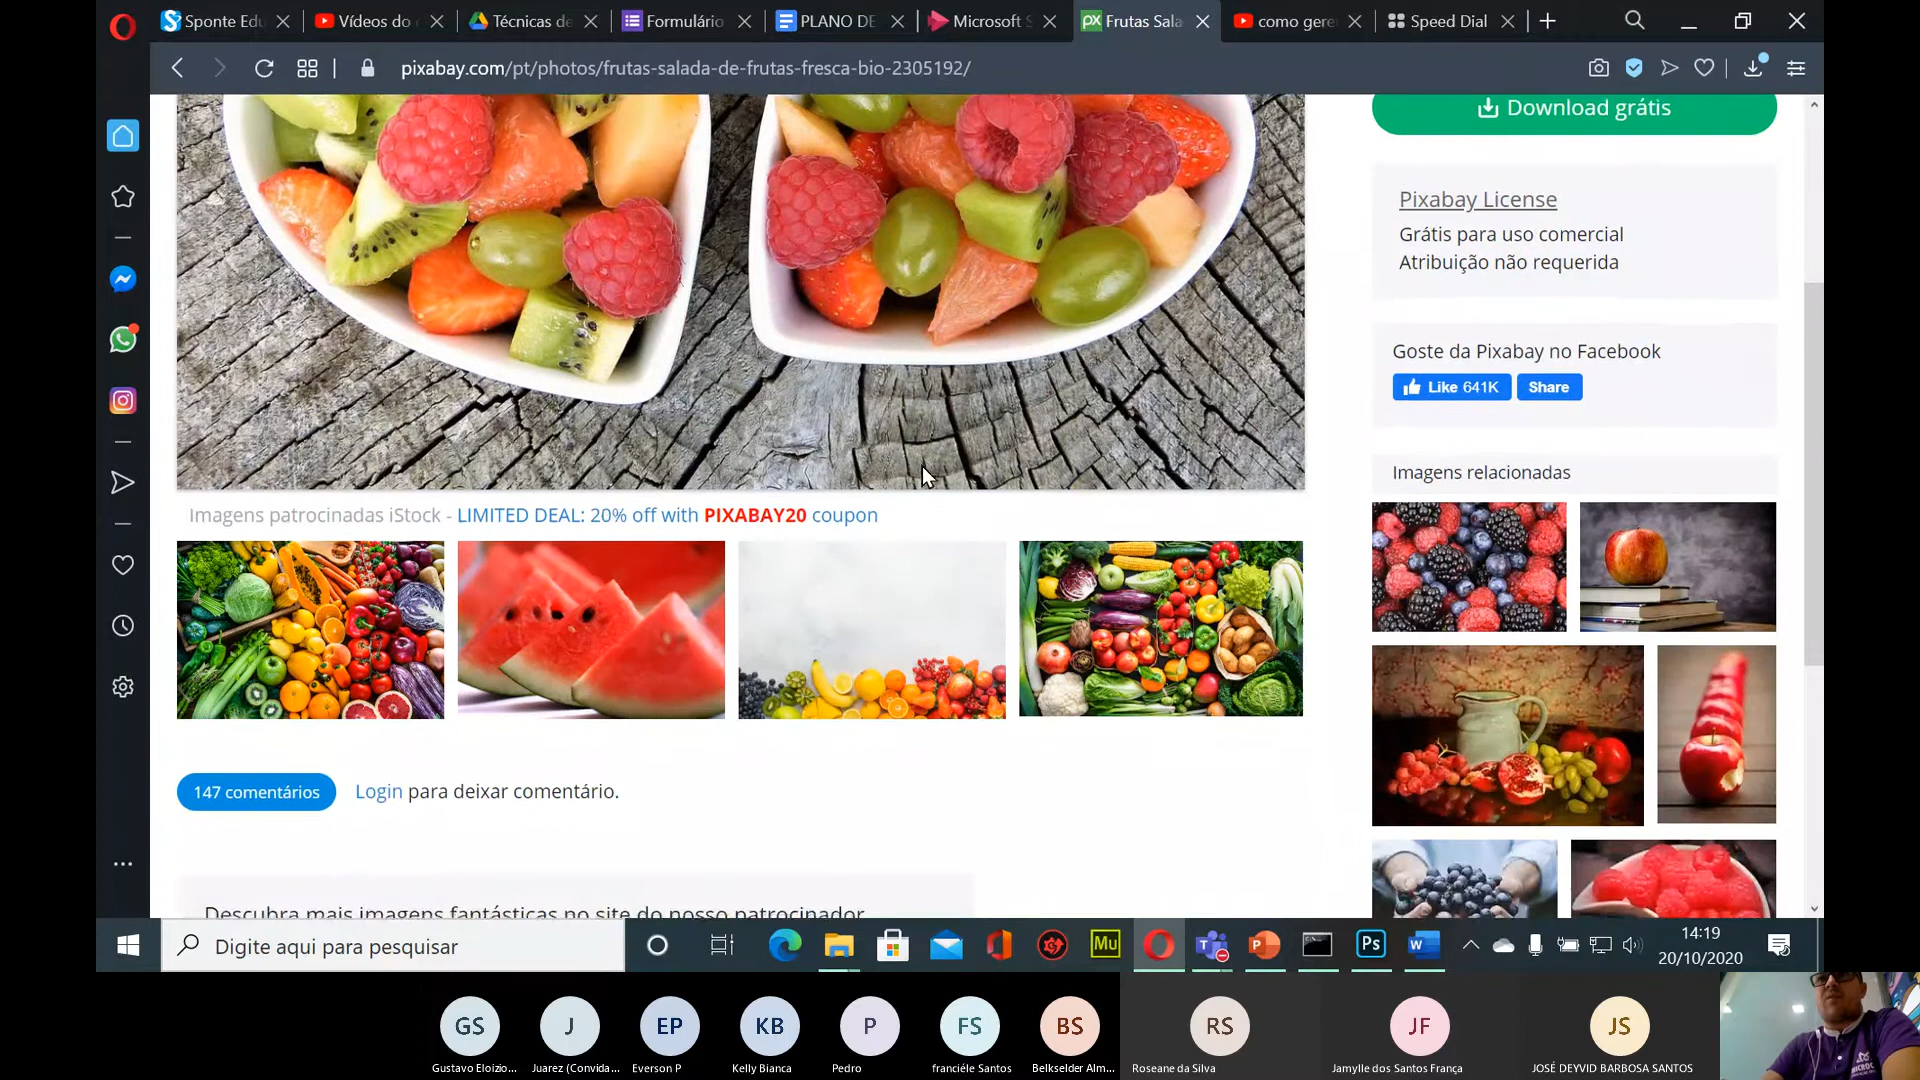 Sponte Edu
Vídeos do
Técnicas de
Formulário
PLANO DE
Microsoft S
px Frutas Sala
como gere
Speed Dial
pixabay.com/pt/photos/frutas-salada-de-frutas-fresca-bio-2305192/
Download grátis
Pixabay License
Grátis para uso comercial
Atribuição não requerida
Goste da Pixabay no Facebook
Like 641K Share
Imagens relacionadas
Imagens patrocinadas iStock - LIMITED DEAL: 20% off with PIXABAY20 coupon
147 comentários Login para deixar comentário.
Descubra mais imagens fantásticas no site do nosso patrocinador
Digite aqui para pesquisar
Mu
Ps
14:19
20/10/2020
GS J EP KB P FS BS RS JF JS
Gustavo Eloizio... Juarez (Convida... Everson P Kelly Bianca Pedro franciéle Santos Belkselder Alm... Roseane da Silva Jamylle dos Santos França JOSÉ DEYVID BARBOSA SANTOS